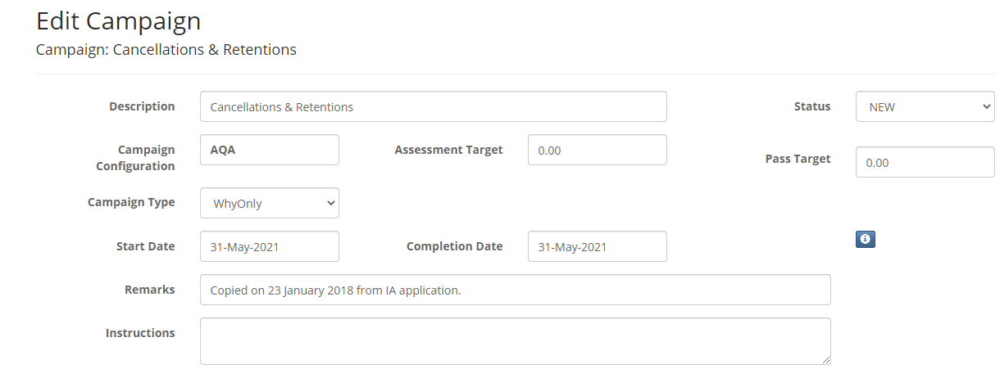 Edit Campaign
Campaign: Cancellations & Retentions
Description Cancellations & Retentions Status NEW
Campaign Configuration AQA Assessment Target 0.00 Pass Target 0.00
Campaign Type WhyOnly
Start Date 31-May-2021 Completion Date 31-May-2021
Remarks Copied on 23 January 2018 from IA application.
Instructions